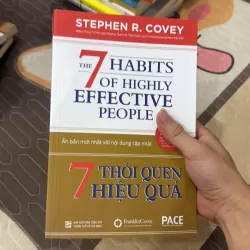 STEPHEN R. COVEY
THE 7 HABITS
OF HIGHLY
EFFECTIVE
PEOPLE
Ấn bản mới nhất với nội dung cập nhật
7 THÓI QUEN
HIỆU QUẢ
FranklinCovey
PACE